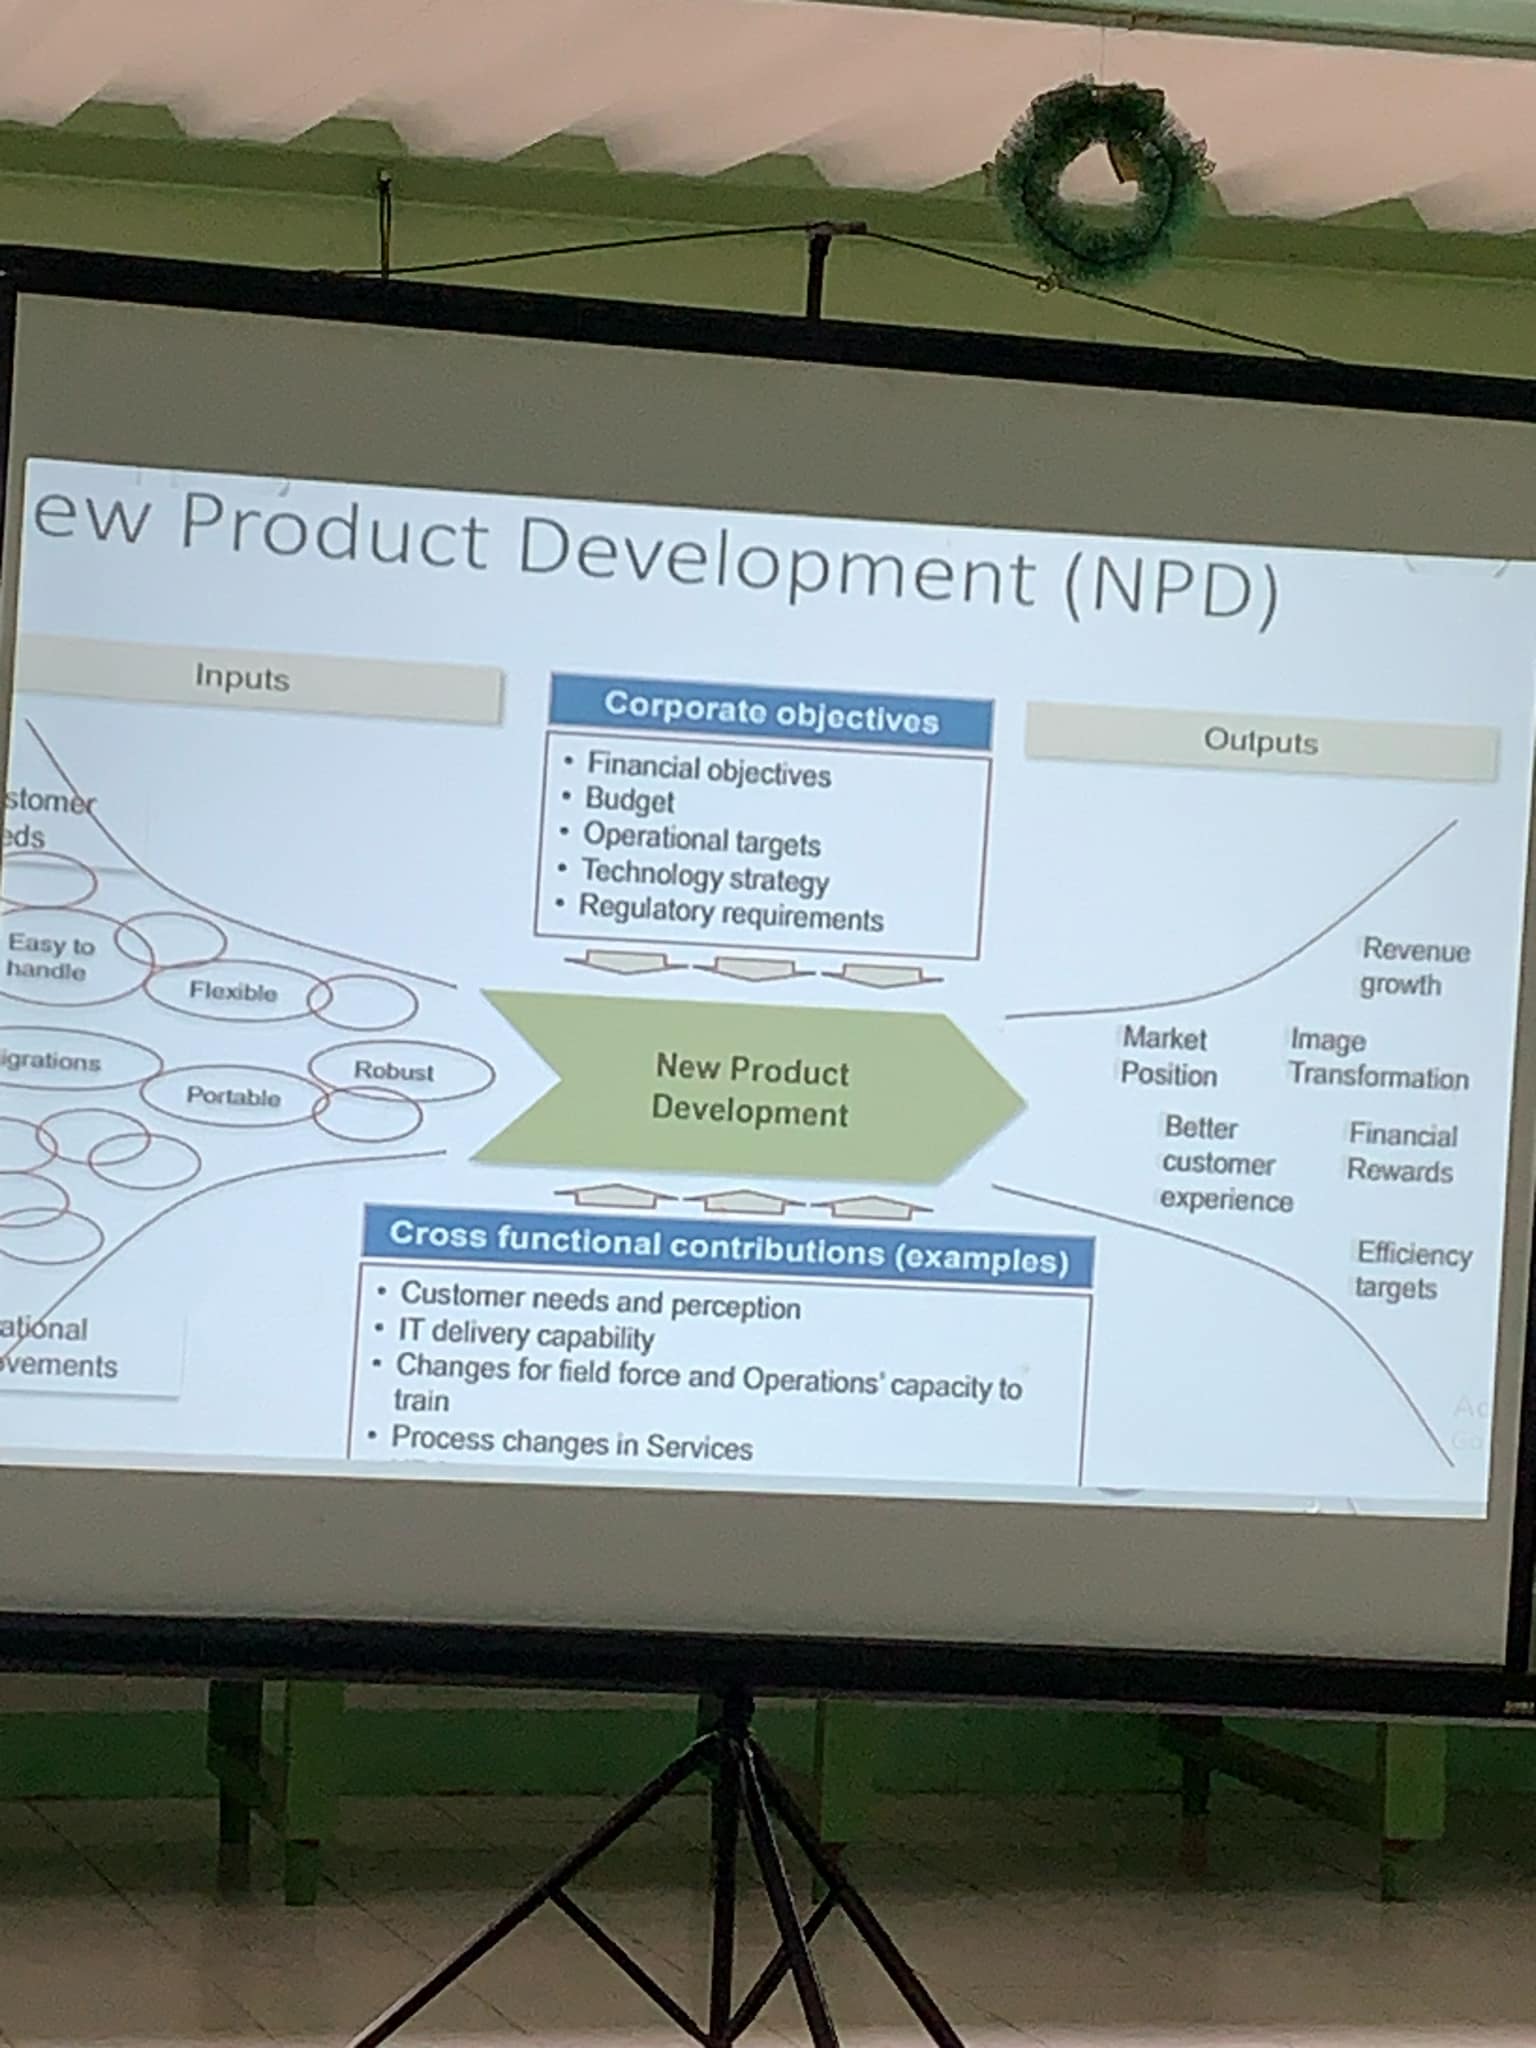 ew Product Development (NPD)
Inputs
stomer
eds
Easy to
handle
Flexible
igrations
Portable
Robust
ational
ovements
Corporate objectives
• Financial objectives
• Budget
• Operational targets
• Technology strategy
• Regulatory requirements
New Product
Development
Cross functional contributions (examples)
• Customer needs and perception
• IT delivery capability
• Changes for field force and Operations' capacity to
train
• Process changes in Services
Outputs
Revenue
growth
Market
Position
Image
Transformation
Better
customer
experience
Financial
Rewards
Efficiency
targets